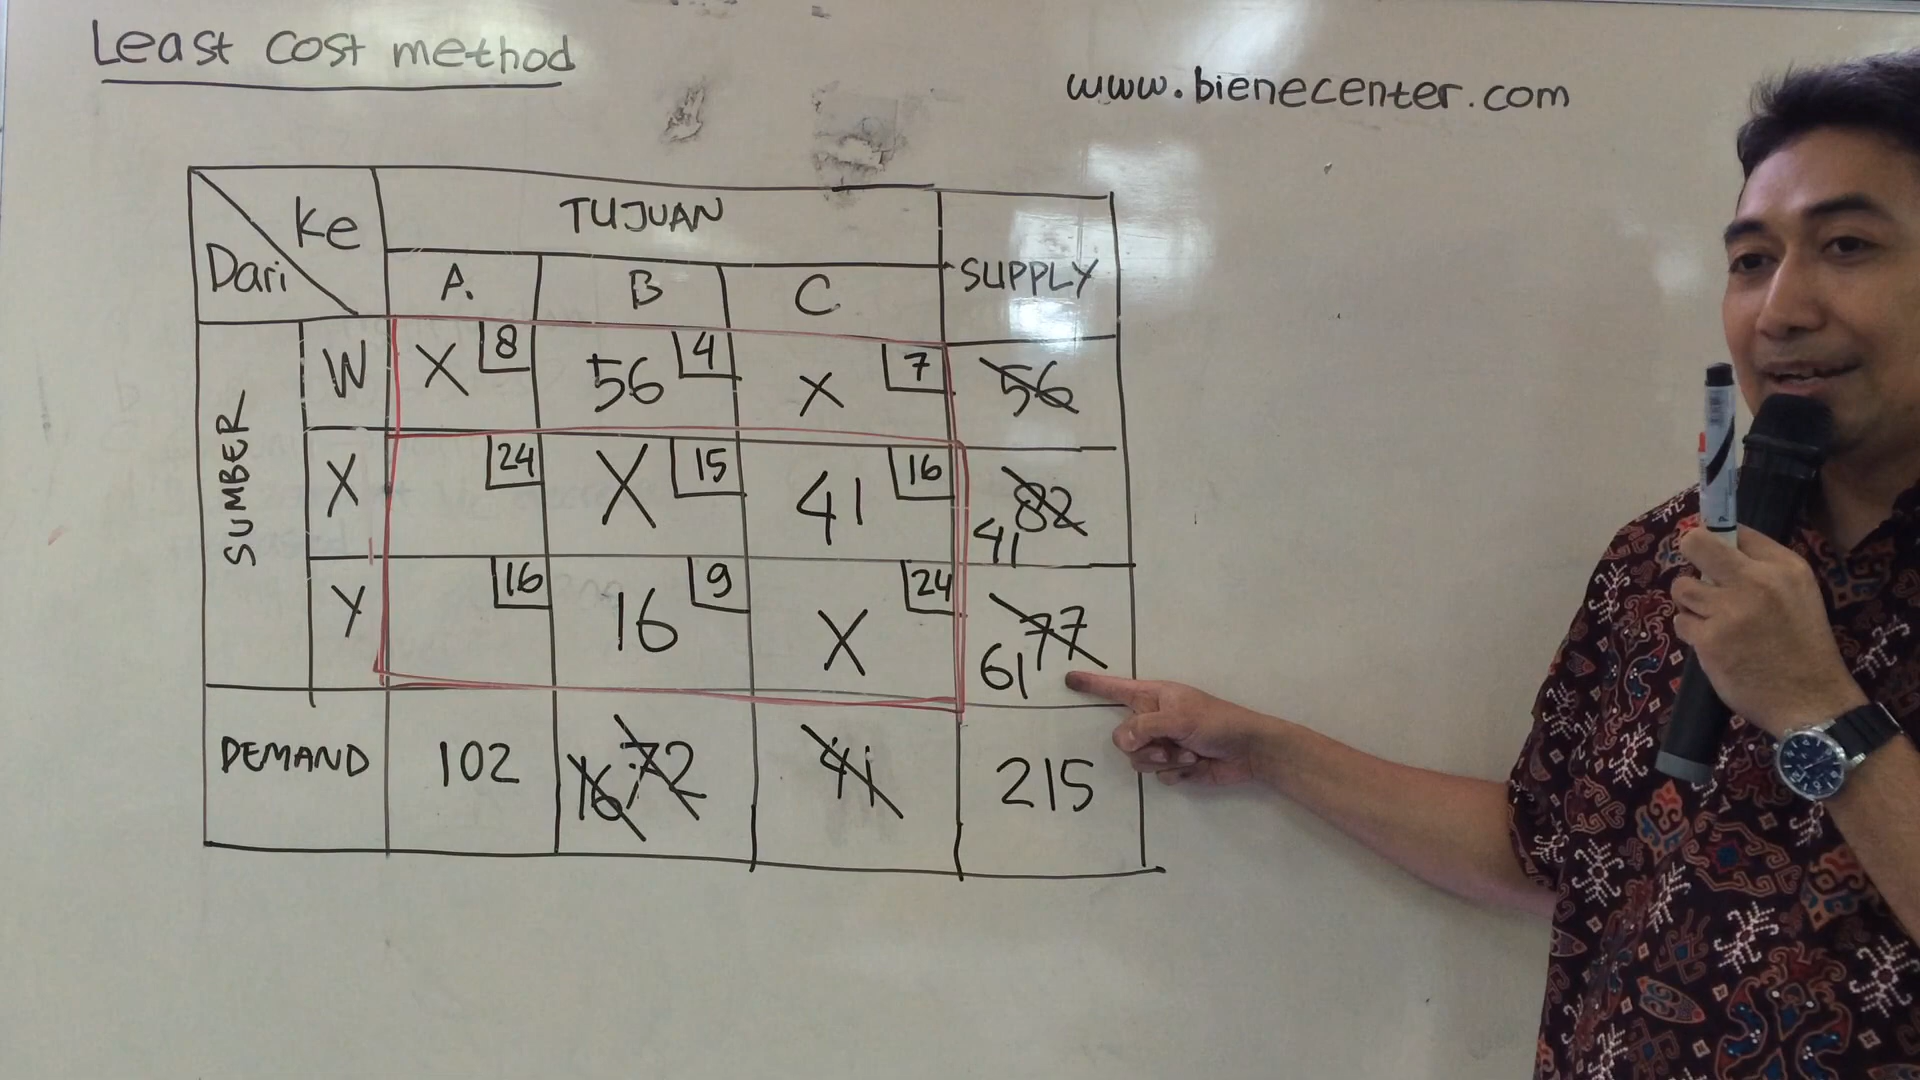 Least cost method
www.bienecenter.com
Ke
Dari
TUJUAN
SUPPLY
A. B C
SUMBER
W X 8 56 4 X 7 56
X 24 X 15 41 16 82 41
Y 16 16 9 X 24 77 61
DEMAND 102 16 72 41 215